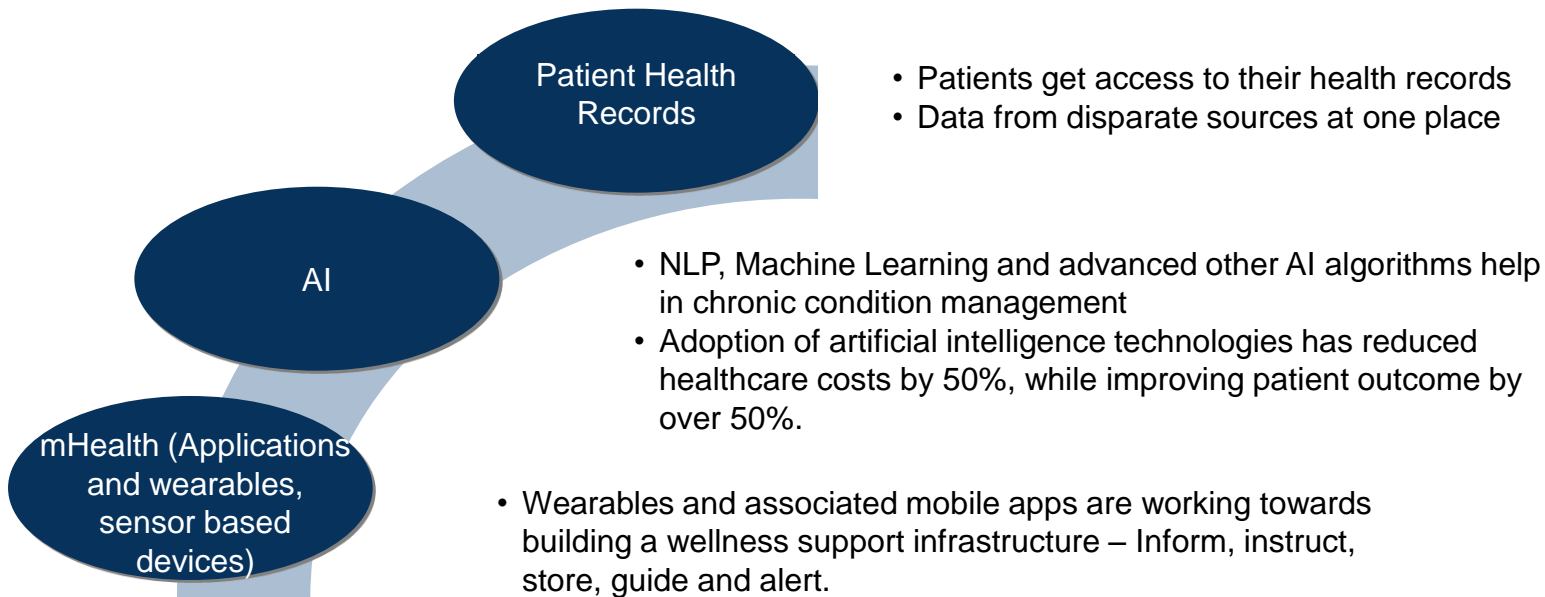 Patient Health
Records
• Patients get access to their health records
• Data from disparate sources at one place
AI
• NLP, Machine Learning and advanced other AI algorithms help
in chronic condition management
• Adoption of artificial intelligence technologies has reduced
healthcare costs by 50%, while improving patient outcome by
over 50%.
mHealth (Applications
and wearables,
sensor based
devices)
• Wearables and associated mobile apps are working towards
building a wellness support infrastructure – Inform, instruct,
store, guide and alert.